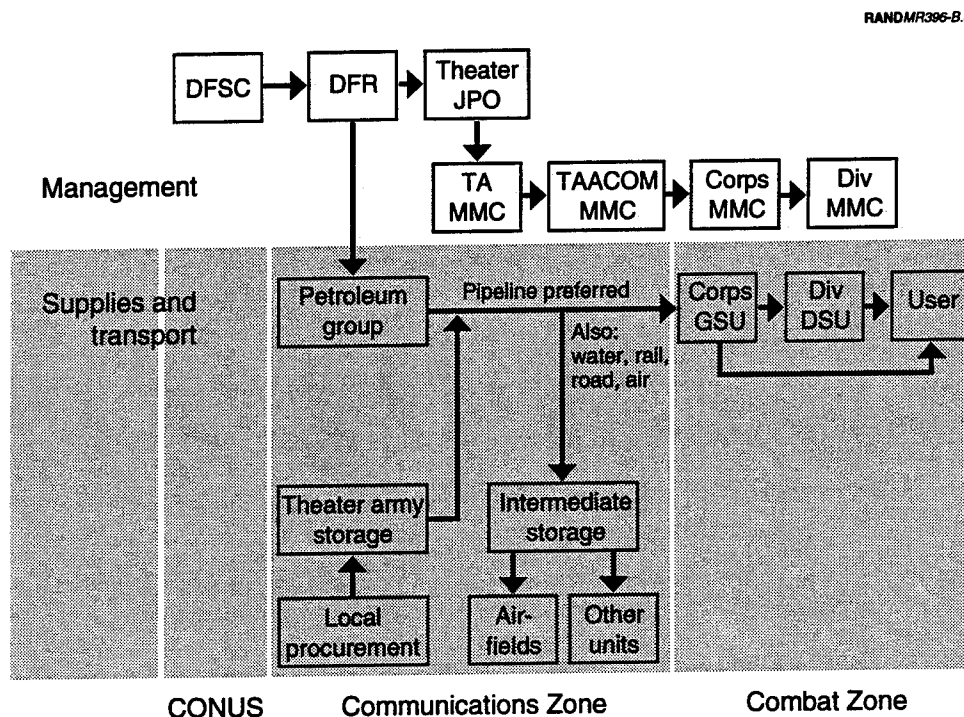 RANDMR396-B.
DFSC
DFR
Theater
JPO
Management
TA
MMC
TAACOM
MMC
Corps
MMC
Div
MMC
Supplies and
transport
Petroleum
group
Pipeline preferred
Also:
water, rail,
road, air
Corps
GSU
Div
DSU
User
Theater army
storage
Intermediate
storage
Local
procurement
Air-
fields
Other
units
CONUS
Communications Zone
Combat Zone